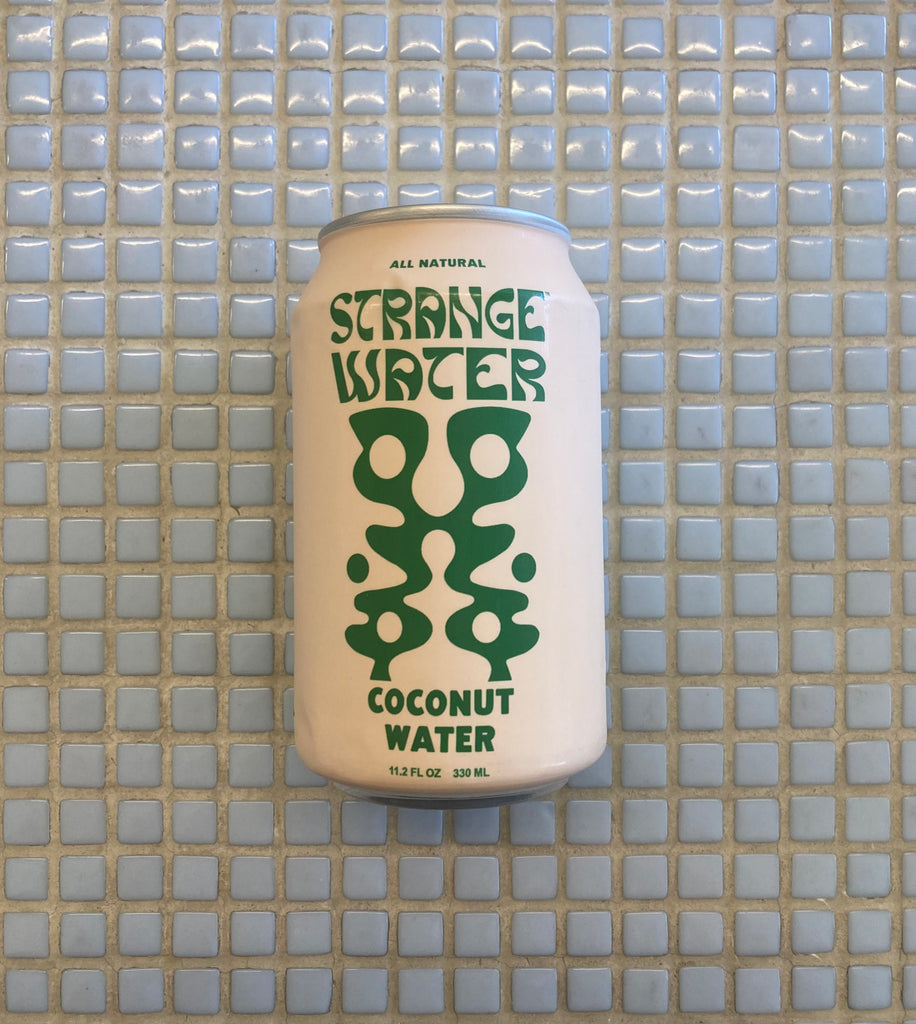 ALL NATURAL
STRANGE
WATER
COCONUT
WATER
11.2 FL OZ 330 ML